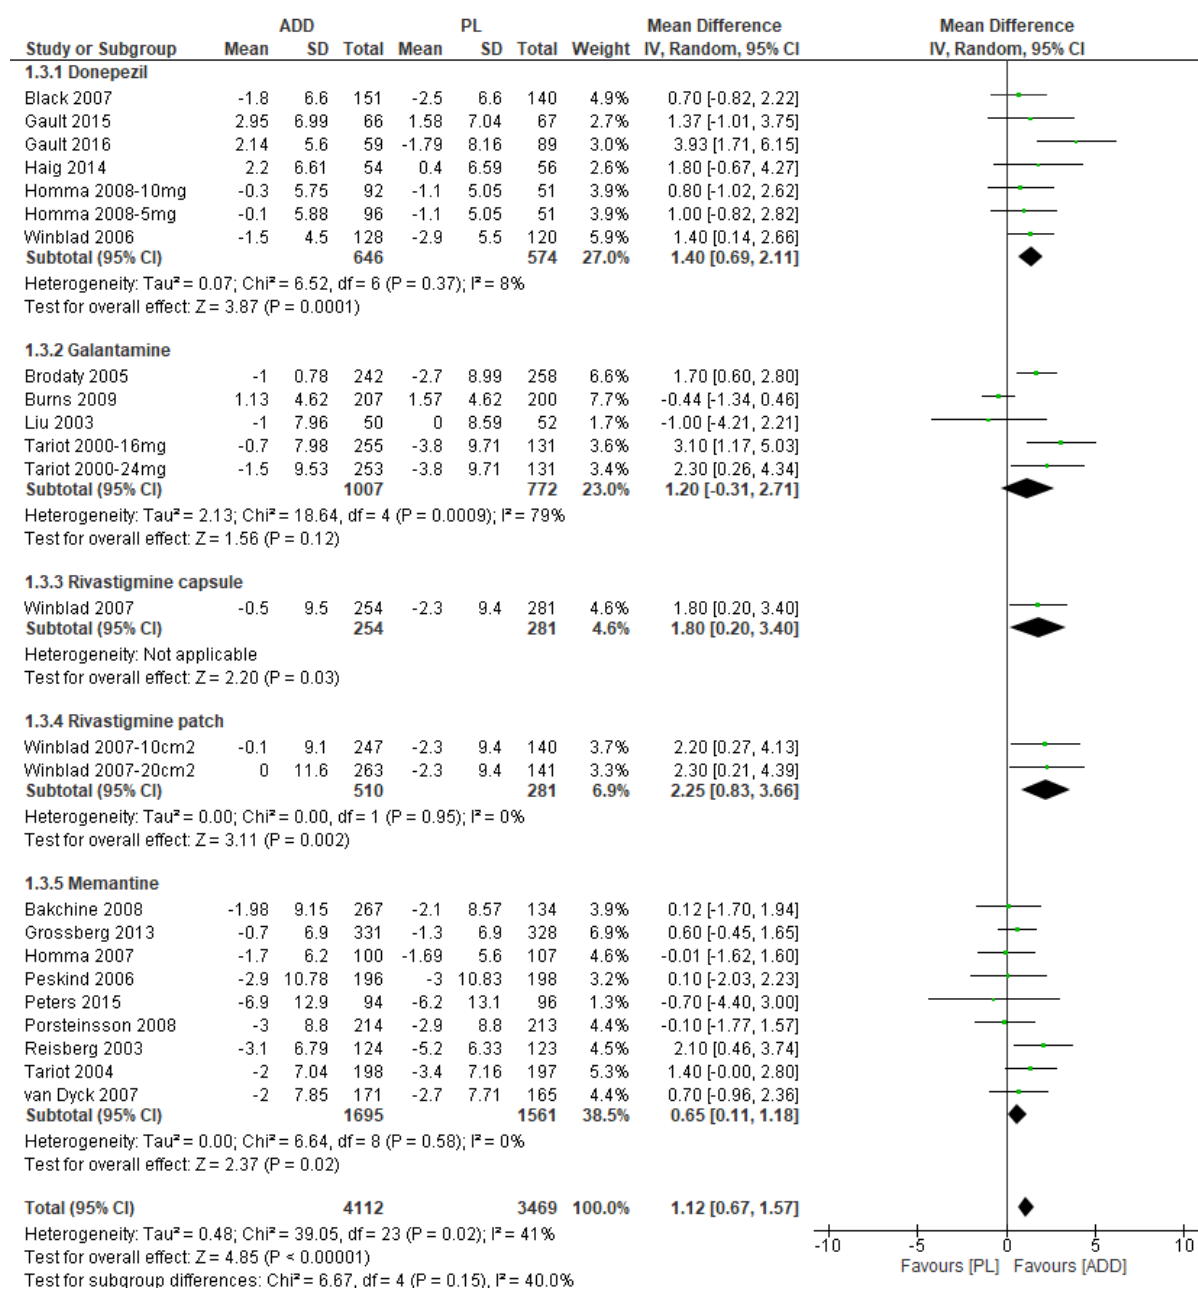 ADD PL Mean Difference Mean Difference
Study or Subgroup Mean SD Total Mean SD Total Weight IV, Random, 95% CI IV, Random, 95% CI
1.3.1 Donepezil
Black 2007 -1.8 6.6 151 -2.5 6.6 140 4.9% 0.70 [-0.82, 2.22]
Gault 2015 2.95 6.99 66 1.58 7.04 67 2.7% 1.37 [-1.01, 3.75]
Gault 2016 2.14 5.6 59 -1.79 8.16 89 3.0% 3.93 [1.71, 6.15]
Haig 2014 2.2 6.61 54 0.4 6.59 56 2.6% 1.80 [-0.67, 4.27]
Homma 2008-10mg -0.3 5.75 92 -1.1 5.05 51 3.9% 0.80 [-1.02, 2.62]
Homma 2008-5mg -0.1 5.88 96 -1.1 5.05 51 3.9% 1.00 [-0.82, 2.82]
Winblad 2006 -1.5 4.5 128 -2.9 5.5 120 5.9% 1.40 [0.14, 2.66]
Subtotal (95% CI) 646 574 27.0% 1.40 [0.69, 2.11]
Heterogeneity: Tau² = 0.07; Chi² = 6.52, df = 6 (P = 0.37); I² = 8%
Test for overall effect: Z = 3.87 (P = 0.0001)
1.3.2 Galantamine
Brodaty 2005 -1 0.78 242 -2.7 8.99 258 6.6% 1.70 [0.60, 2.80]
Burns 2009 1.13 4.62 207 1.57 4.62 200 7.7% -0.44 [-1.34, 0.46]
Liu 2003 -1 7.96 50 0 8.59 52 1.7% -1.00 [-4.21, 2.21]
Tariot 2000-16mg -0.7 7.98 255 -3.8 9.71 131 3.6% 3.10 [1.17, 5.03]
Tariot 2000-24mg -1.5 9.53 253 -3.8 9.71 131 3.4% 2.30 [0.26, 4.34]
Subtotal (95% CI) 1007 772 23.0% 1.20 [-0.31, 2.71]
Heterogeneity: Tau² = 2.13; Chi² = 18.64, df = 4 (P = 0.0009); I² = 79%
Test for overall effect: Z = 1.56 (P = 0.12)
1.3.3 Rivastigmine capsule
Winblad 2007 -0.5 9.5 254 -2.3 9.4 281 4.6% 1.80 [0.20, 3.40]
Subtotal (95% CI) 254 281 4.6% 1.80 [0.20, 3.40]
Heterogeneity: Not applicable
Test for overall effect: Z = 2.20 (P = 0.03)
1.3.4 Rivastigmine patch
Winblad 2007-10cm2 -0.1 9.1 247 -2.3 9.4 140 3.7% 2.20 [0.27, 4.13]
Winblad 2007-20cm2 0 11.6 263 -2.3 9.4 141 3.3% 2.30 [0.21, 4.39]
Subtotal (95% CI) 510 281 6.9% 2.25 [0.83, 3.66]
Heterogeneity: Tau² = 0.00; Chi² = 0.00, df = 1 (P = 0.95); I² = 0%
Test for overall effect: Z = 3.11 (P = 0.002)
1.3.5 Memantine
Bakchine 2008 -1.98 9.15 267 -2.1 8.57 134 3.9% 0.12 [-1.70, 1.94]
Grossberg 2013 -0.7 6.9 331 -1.3 6.9 328 6.9% 0.60 [-0.45, 1.65]
Homma 2007 -1.7 6.2 100 -1.69 5.6 107 4.6% -0.01 [-1.62, 1.60]
Peskind 2006 -2.9 10.78 196 -3 10.83 198 3.2% 0.10 [-2.03, 2.23]
Peters 2015 -6.9 12.9 94 -6.2 13.1 96 1.3% -0.70 [-4.40, 3.00]
Porsteinsson 2008 -3 8.8 214 -2.9 8.8 213 4.4% -0.10 [-1.77, 1.57]
Reisberg 2003 -3.1 6.79 124 -5.2 6.33 123 4.5% 2.10 [0.46, 3.74]
Tariot 2004 -2 7.04 198 -3.4 7.16 197 5.3% 1.40 [-0.00, 2.80]
van Dyck 2007 -2 7.85 171 -2.7 7.71 165 4.4% 0.70 [-0.96, 2.36]
Subtotal (95% CI) 1695 1561 38.5% 0.65 [0.11, 1.18]
Heterogeneity: Tau² = 0.00; Chi² = 6.64, df = 8 (P = 0.58); I² = 0%
Test for overall effect: Z = 2.37 (P = 0.02)
Total (95% CI) 4112 3469 100.0% 1.12 [0.67, 1.57]
Heterogeneity: Tau² = 0.48; Chi² = 39.05, df = 23 (P = 0.02); I² = 41%
Test for overall effect: Z = 4.85 (P < 0.00001)
Test for subgroup differences: Chi² = 6.67, df = 4 (P = 0.15), I² = 40.0%
-10 -5 0 5 10
Favours [PL] Favours [ADD]